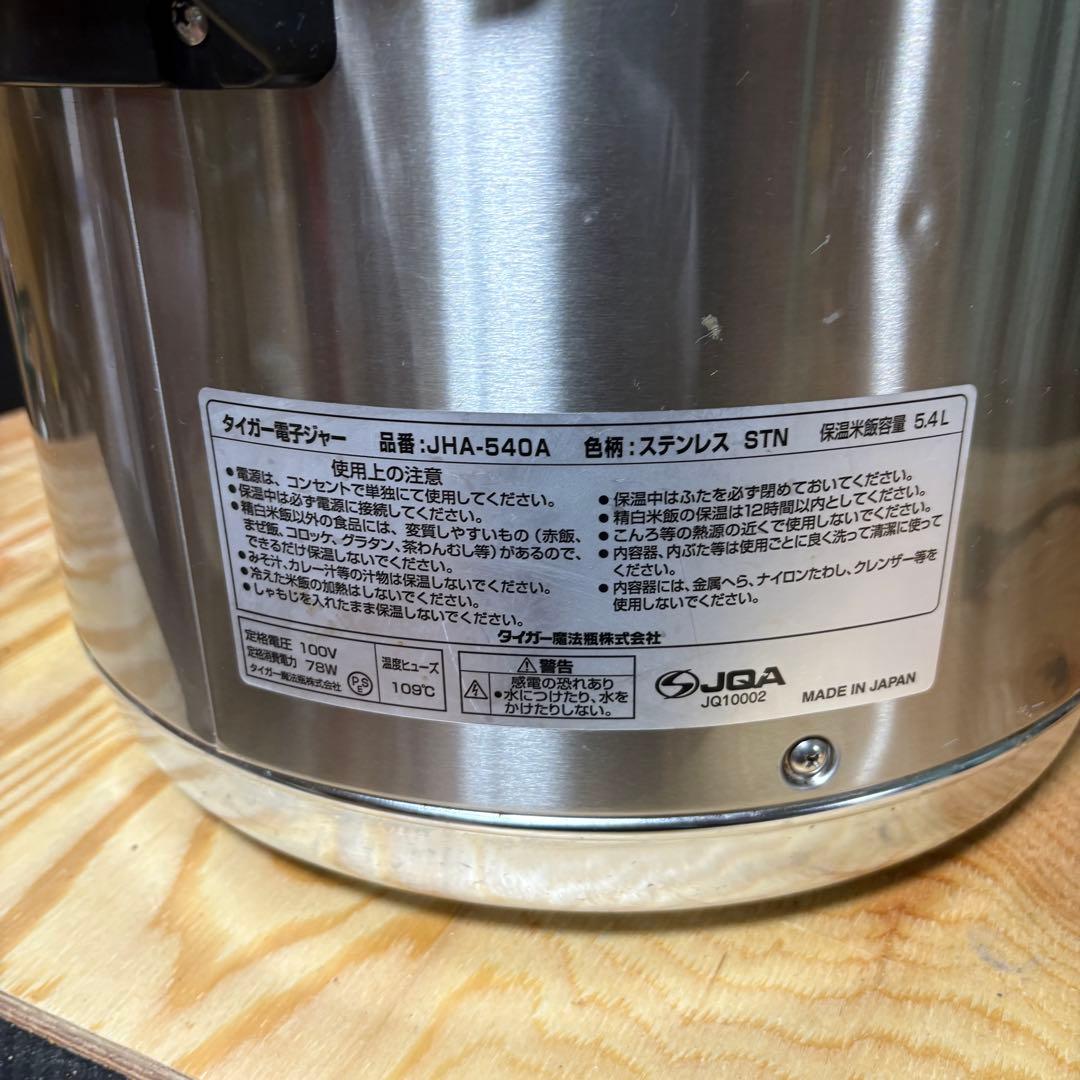 タイガー電子ジャー 品番:JHA-540A 色柄:ステンレス STN 保温米飯容量 5.4L
使用上の注意
●電源は、コンセントで単独にて使用してください。
●保温中は必ず電源に接続してください。
●精白米飯以外の食品には、変質しやすいもの(赤飯、
まぜ飯、コロッケ、グラタン、茶わんむし等)があるので、
できるだけ保温しないでください。
●みそ汁、カレー汁等の汁物は保温しないでください。
●冷えた米飯の加熱はしないでください。
●しゃもじを入れたまま保温しないでください。
●保温中はふたを必ず閉めておいてください。
●精白米飯の保温は12時間以内としてください。
●こんろ等の熱源の近くで使用しないでください。
●内容器、内ぶた等は使用ごとに良く洗って清潔に使って
ください。
●内容器には、金属へら、ナイロンたわし、クレンザー等を
使用しないでください。
タイガー魔法瓶株式会社
定格電圧 100V
定格消費電力 78W
タイガー魔法瓶株式会社
PSE
温度ヒューズ
109℃
⚠警告
感電の恐れあり
●水につけたり、水を
かけたりしない。
JQA
JQ10002
MADE IN JAPAN